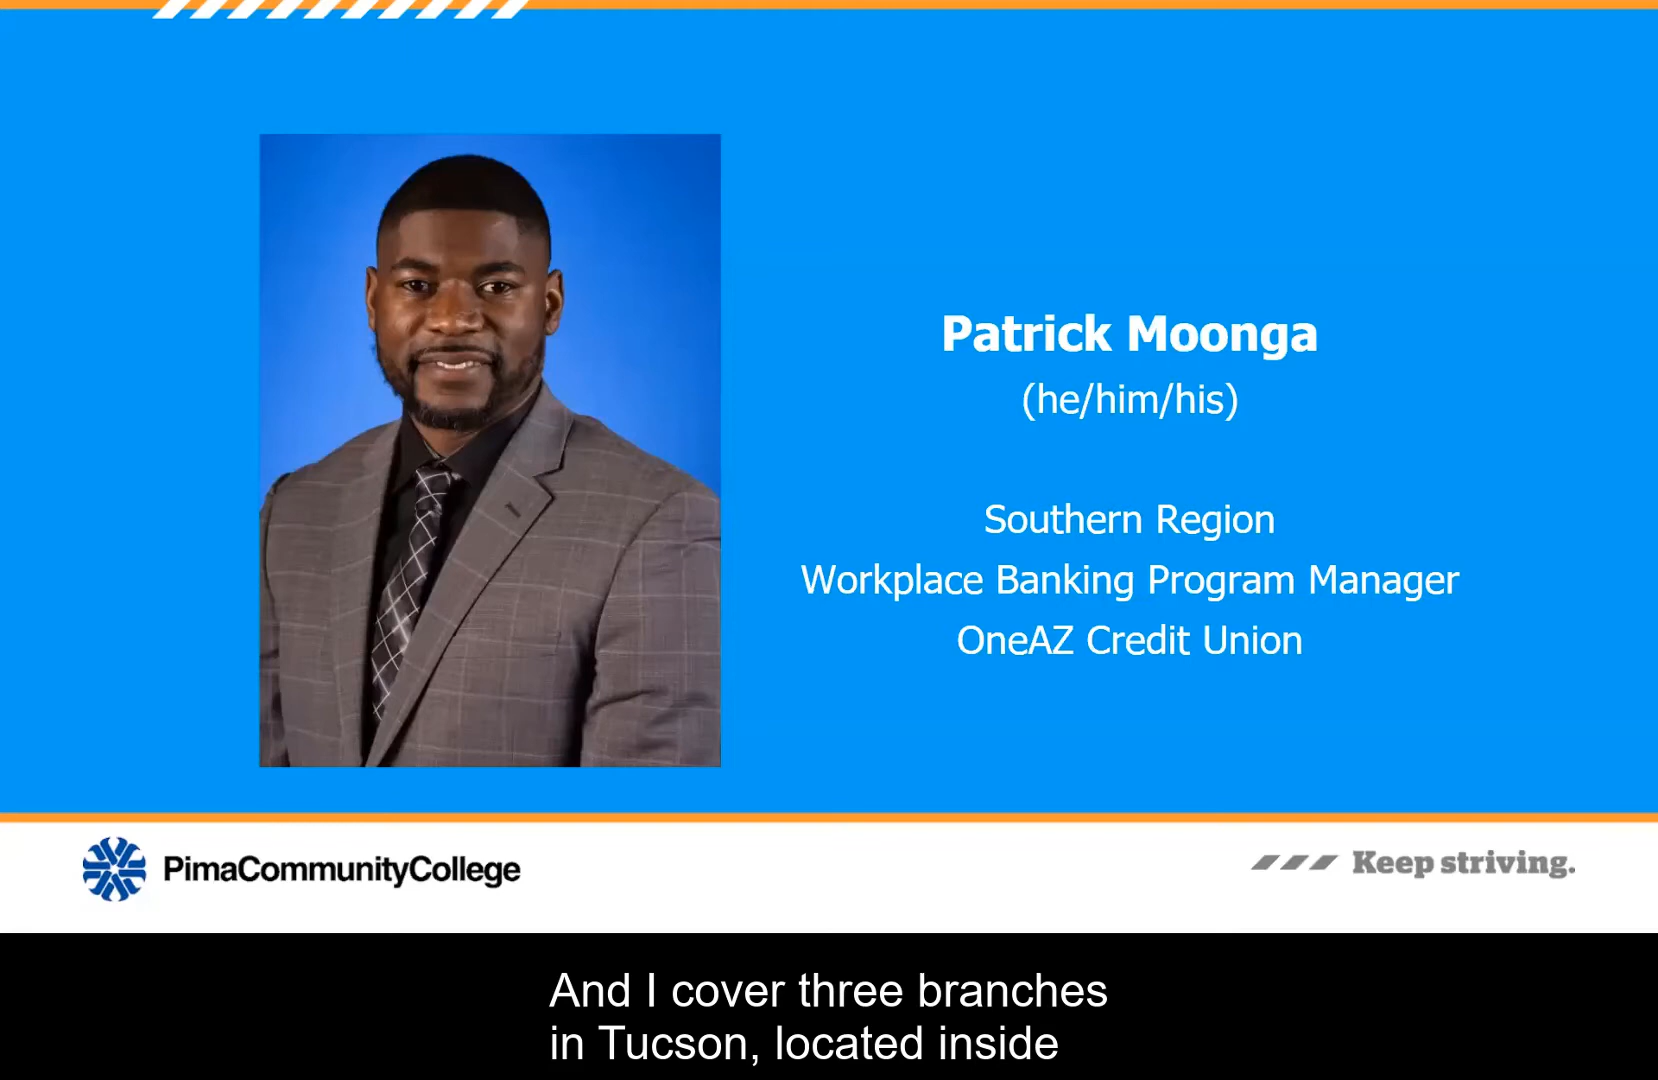 Patrick Moonga
(he/him/his)
Southern Region
Workplace Banking Program Manager
OneAZ Credit Union
PimaCommunityCollege
Keep striving.
And I cover three branches
in Tucson, located inside